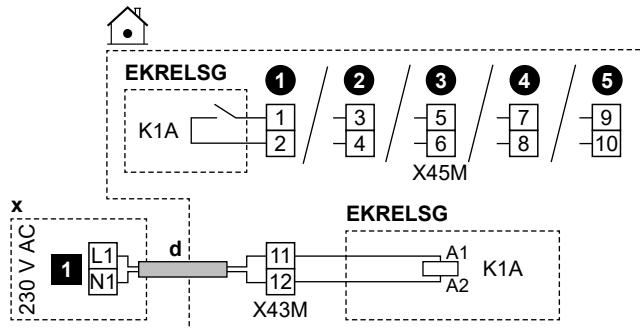 EKRELSG
1 2 3 4 5
K1A
1 3 5 7 9
2 4 6 8 10
X45M
x
EKRELSG
230 V AC
1
L1
N1
d
11
12
X43M
A1
A2
K1A